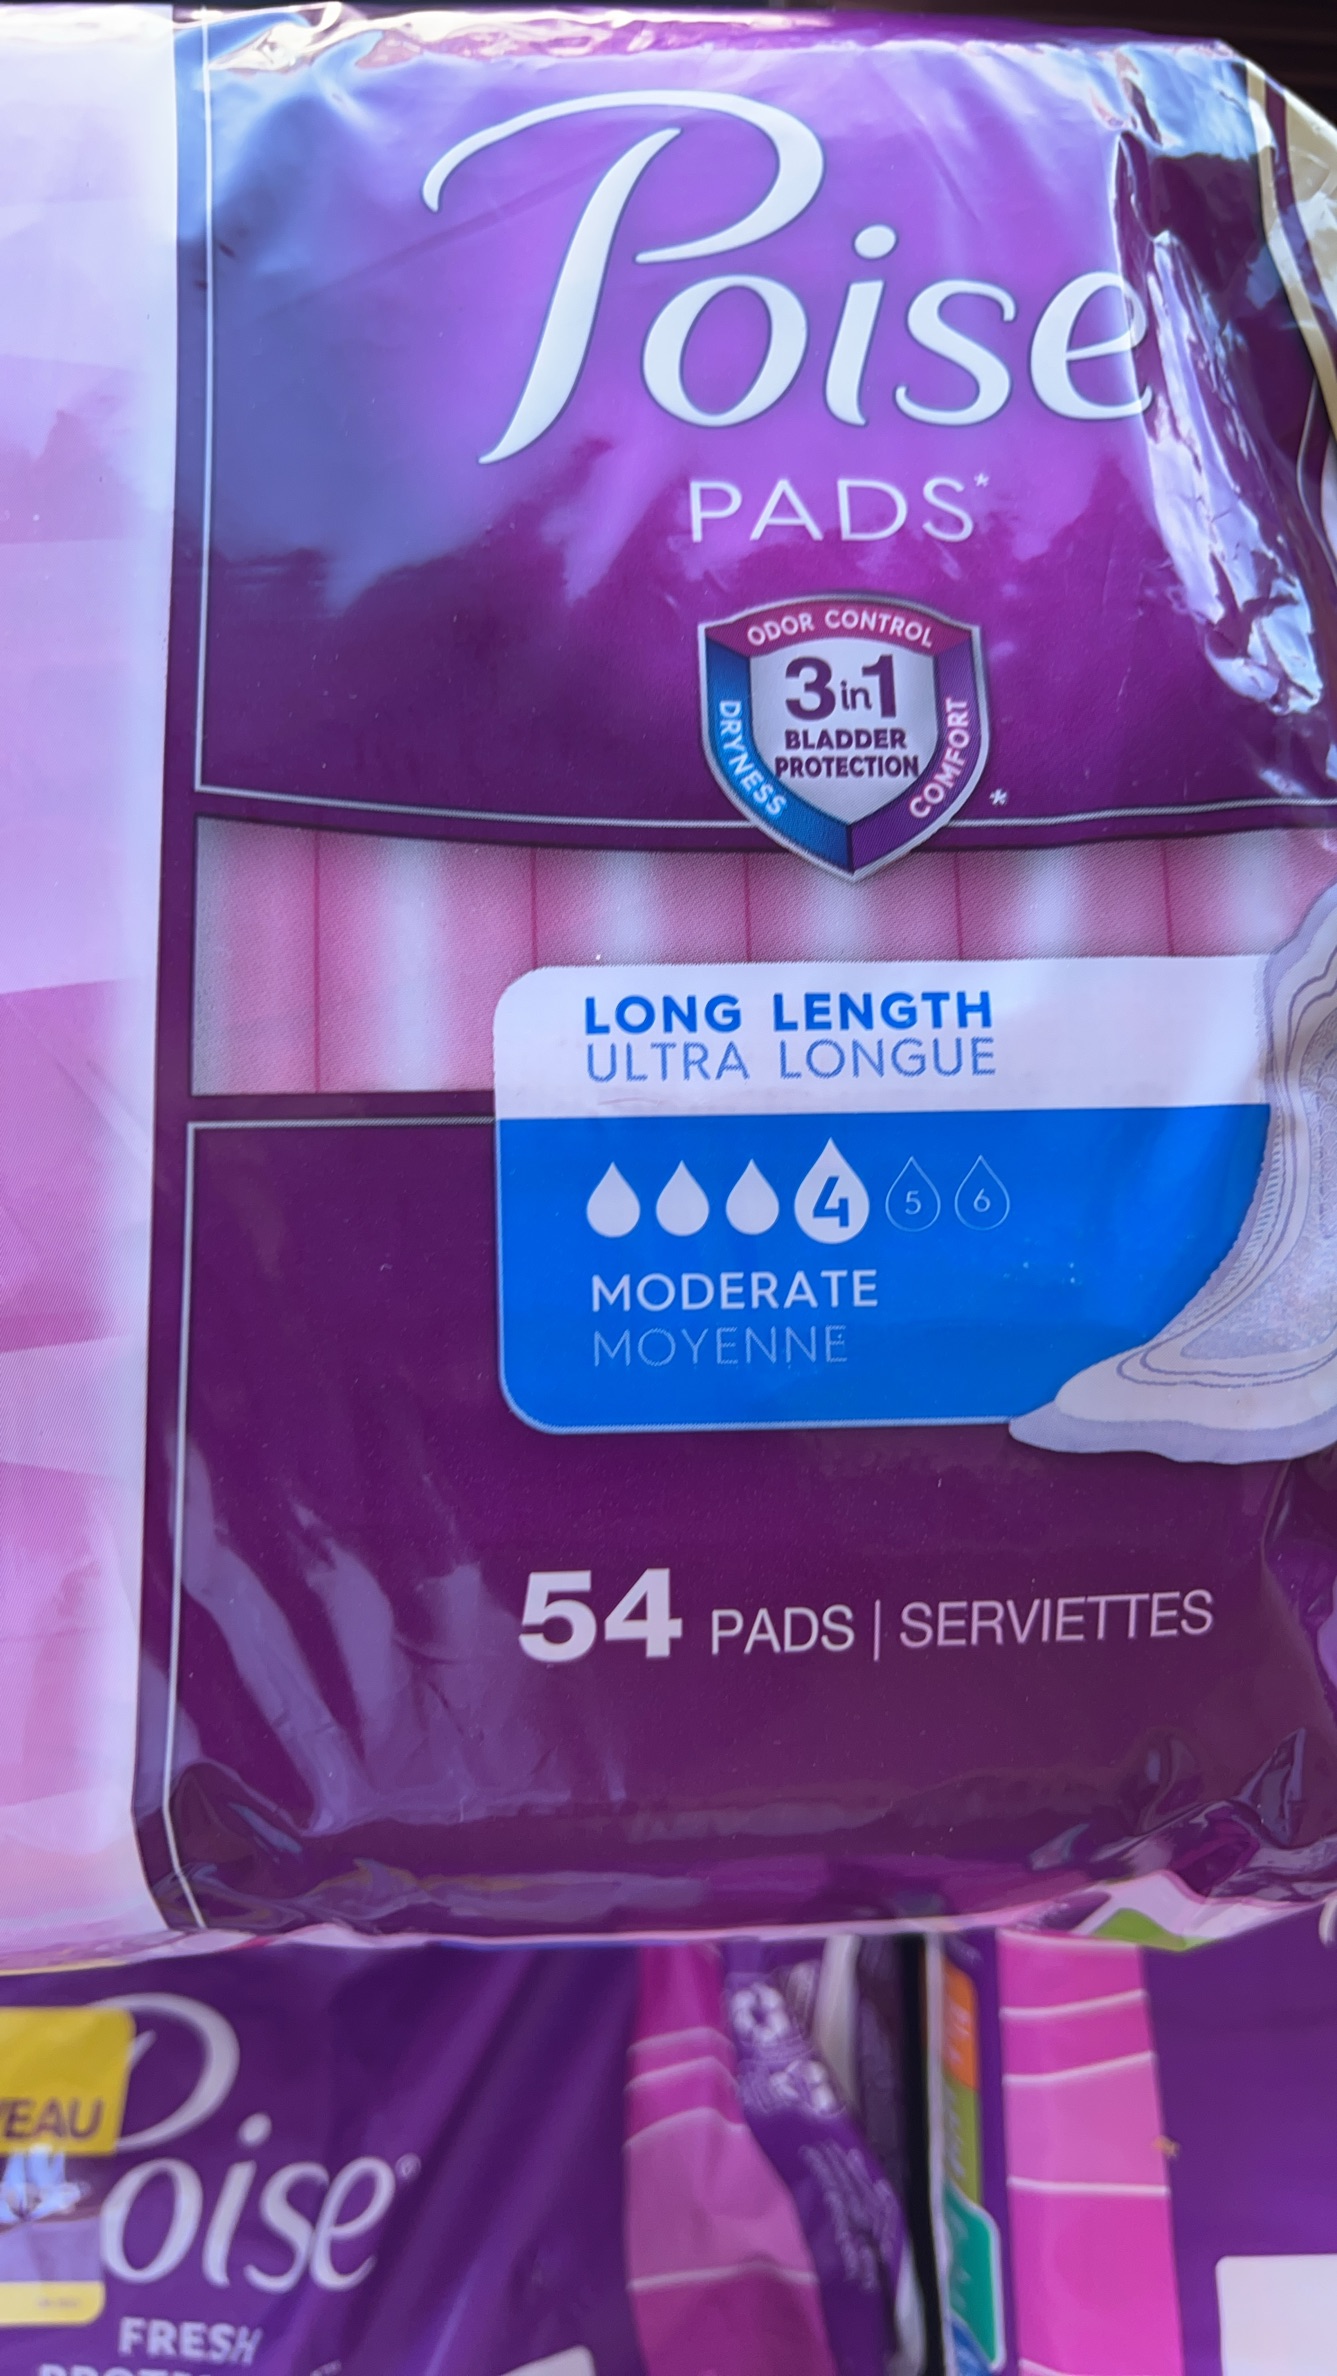 Poise
PADS*
ODOR CONTROL
DRYNESS
COMFORT
3in1
BLADDER
PROTECTION
*
LONG LENGTH
ULTRA LONGUE
4 5 6
MODERATE
MOYENNE
54 PADS | SERVIETTES
VEAU
Poise
FRESH